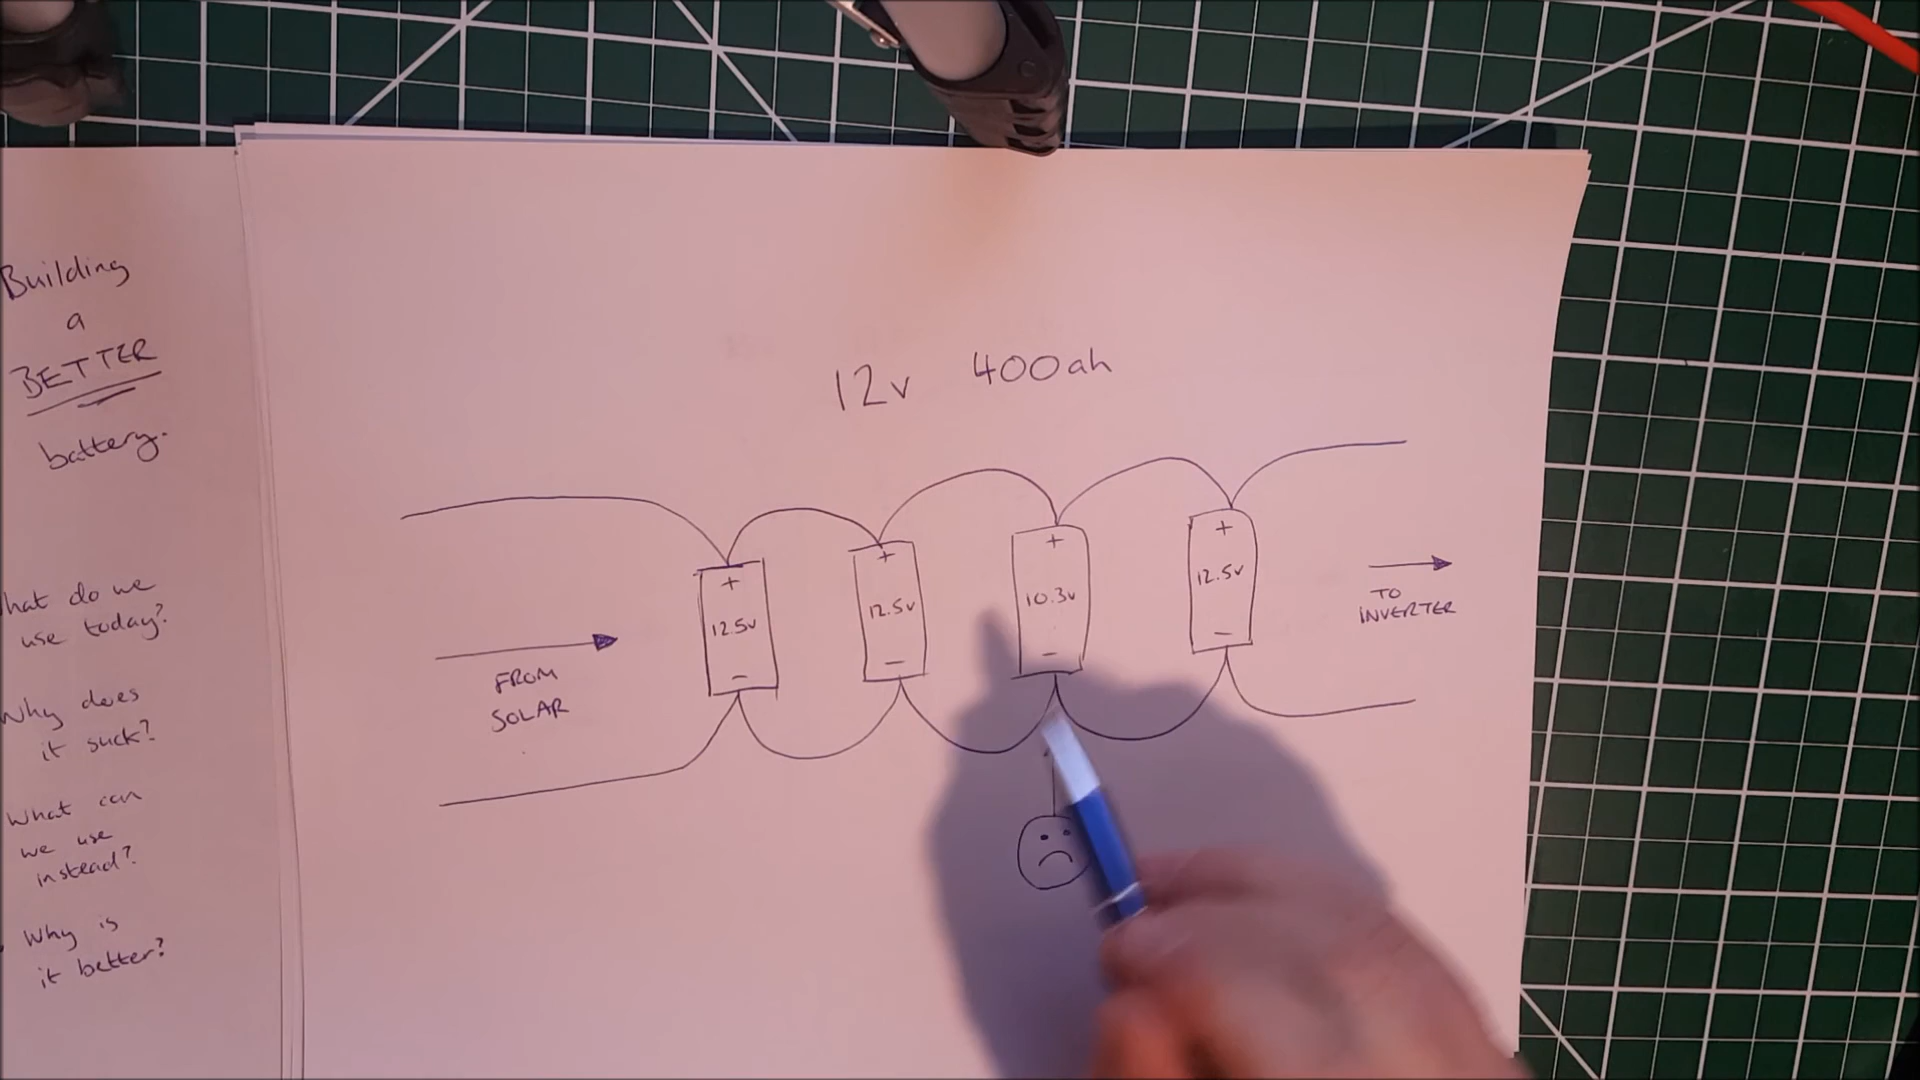 Building
a
BETTER
battery.
hat do we
use today?
Why does
it suck?
What can
we use
instead?
Why is
it better?
12v 400ah
+
12.5v
-
+
12.5v
-
+
10.3v
-
+
12.5v
-
FROM
SOLAR
TO
INVERTER